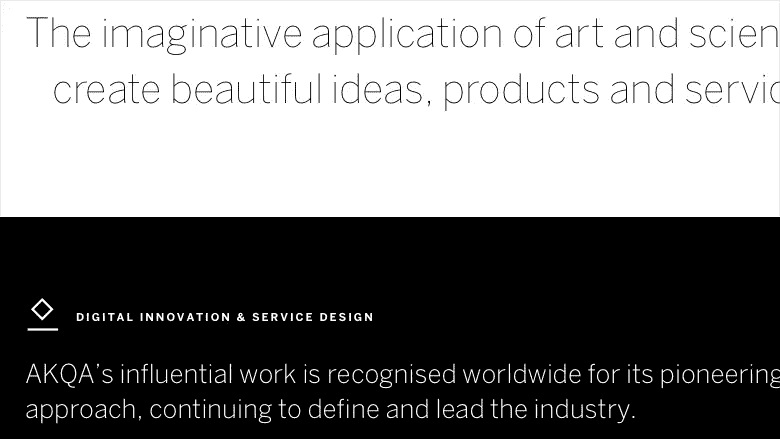 The imaginative application of art and scien
create beautiful ideas, products and servic
DIGITAL INNOVATION & SERVICE DESIGN
AKQA’s influential work is recognised worldwide for its pioneering
approach, continuing to define and lead the industry.